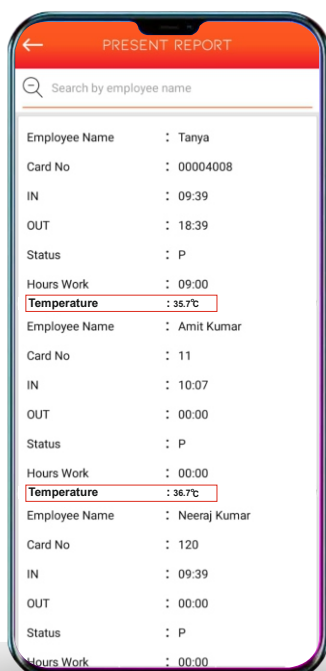 PRESENT REPORT
Search by employee name
Employee Name : Tanya
Card No : 00004008
IN : 09:39
OUT : 18:39
Status : P
Hours Work : 09:00
Temperature : 35.7℃
Employee Name : Amit Kumar
Card No : 11
IN : 10:07
OUT : 00:00
Status : P
Hours Work : 00:00
Temperature : 36.7℃
Employee Name : Neeraj Kumar
Card No : 120
IN : 09:39
OUT : 00:00
Status : P
Hours Work : 00:00